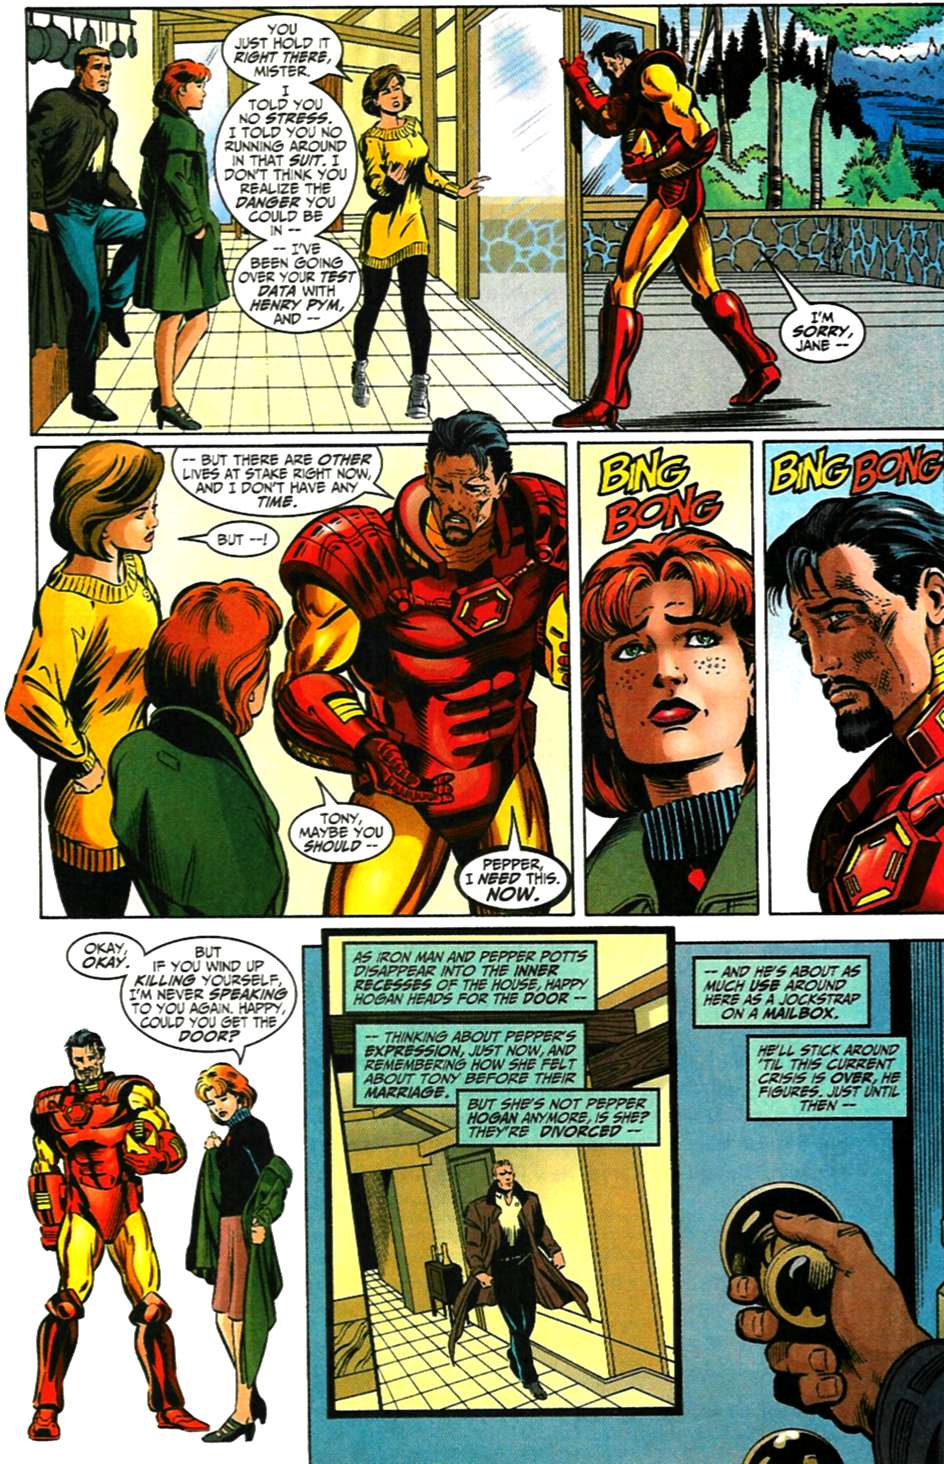 YOU
JUST HOLD IT
RIGHT THERE,
MISTER.
I
TOLD YOU
NO STRESS.
I TOLD YOU NO
RUNNING AROUND
IN THAT SUIT. I
DON'T THINK YOU
REALIZE THE
DANGER YOU
COULD BE
IN --
-- I'VE
BEEN GOING
OVER YOUR TEST
DATA WITH
HENRY PYM,
AND --
I'M
SORRY,
JANE --
-- BUT THERE ARE OTHER
LIVES AT STAKE RIGHT NOW,
AND I DON'T HAVE ANY
TIME.
BUT --!
TONY,
MAYBE YOU
SHOULD --
PEPPER,
I NEED THIS.
NOW.
BING
BONG
BING BONG
OKAY,
OKAY.
BUT
IF YOU WIND UP
KILLING YOURSELF,
I'M NEVER SPEAKING
TO YOU AGAIN. HAPPY,
COULD YOU GET THE
DOOR?
AS IRON MAN AND PEPPER POTTS
DISAPPEAR INTO THE INNER
RECESSES OF THE HOUSE, HAPPY
HOGAN HEADS FOR THE DOOR --
-- THINKING ABOUT PEPPER'S
EXPRESSION, JUST NOW, AND
REMEMBERING HOW SHE FELT
ABOUT TONY BEFORE THEIR
MARRIAGE.
BUT SHE'S NOT PEPPER
HOGAN ANYMORE, IS SHE?
THEY'RE DIVORCED --
-- AND HE'S ABOUT AS
MUCH USE AROUND
HERE AS A JOCKSTRAP
ON A MAILBOX.
HE'LL STICK AROUND
'TIL THIS CURRENT
CRISIS IS OVER, HE
FIGURES. JUST UNTIL
THEN --